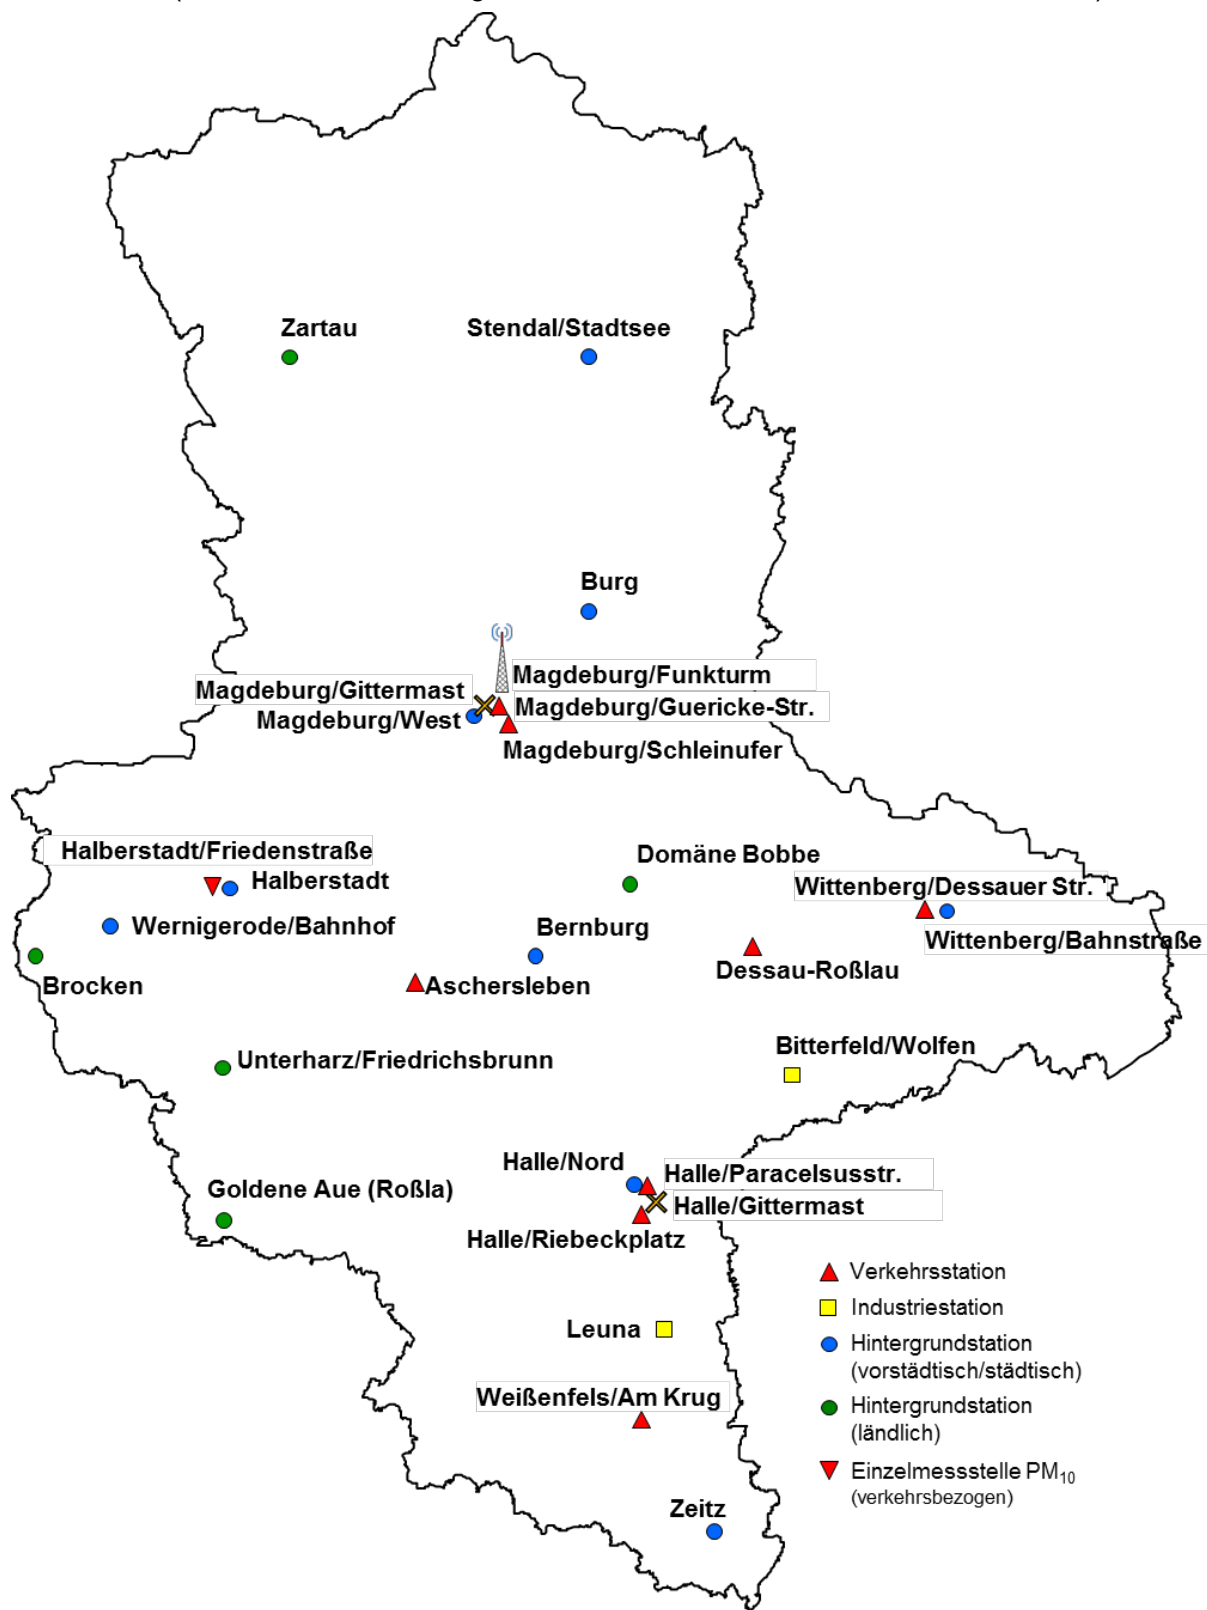 Zartau
Stendal/Stadtsee
Burg
Magdeburg/Funkturm
Magdeburg/Gittermast
Magdeburg/Guericke-Str.
Magdeburg/West
Magdeburg/Schleinufer
Halberstadt/Friedenstraße
Domäne Bobbe
Halberstadt
Wittenberg/Dessauer Str.
Wernigerode/Bahnhof
Bernburg
Wittenberg/Bahnstraße
Dessau-Roßlau
Brocken
Aschersleben
Bitterfeld/Wolfen
Unterharz/Friedrichsbrunn
Halle/Nord
Halle/Paracelsusstr.
Goldene Aue (Roßla)
Halle/Gittermast
Halle/Riebeckplatz
Leuna
Weißenfels/Am Krug
Zeitz
Verkehrsstation
Industriestation
Hintergrundstation
(vorstädtisch/städtisch)
Hintergrundstation
(ländlich)
Einzelmessstelle PM₁₀
(verkehrsbezogen)